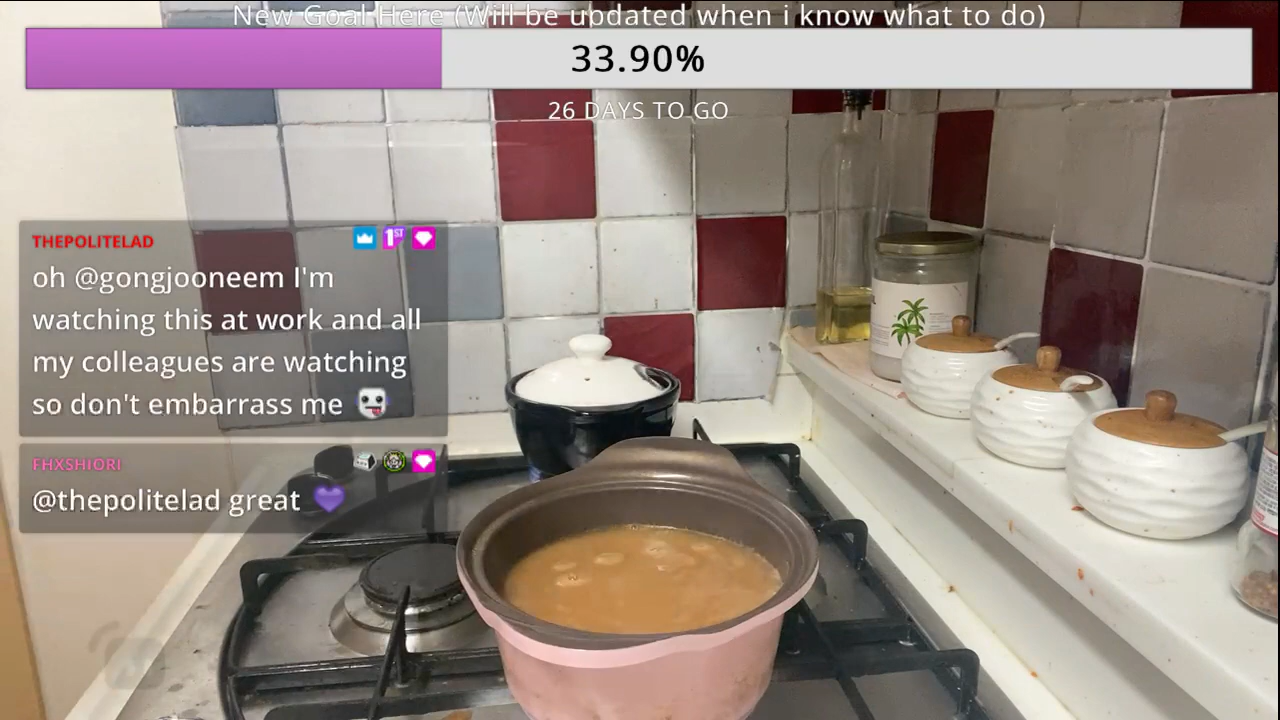 New Goal Here (Will be updated when i know what to do)
33.90%
26 DAYS TO GO
THEPOLITELAD
1ST
oh @gongjooneem I'm
watching this at work and all
my colleagues are watching
so don't embarrass me
FHXSHIORI
@thepolitelad great